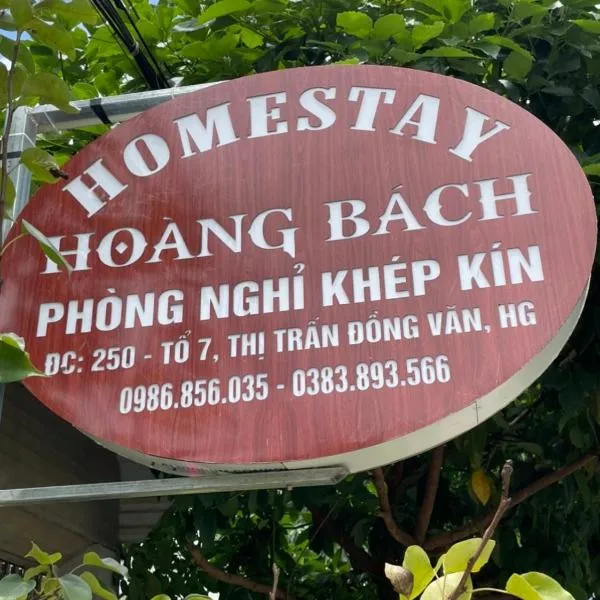 HOMESTAY
HOÀNG BÁCH
PHÒNG NGHỈ KHÉP KÍN
ĐC: 250 - TỔ 7, THỊ TRẤN ĐỒNG VĂN, HG
0986.856.035 - 0383.893.566